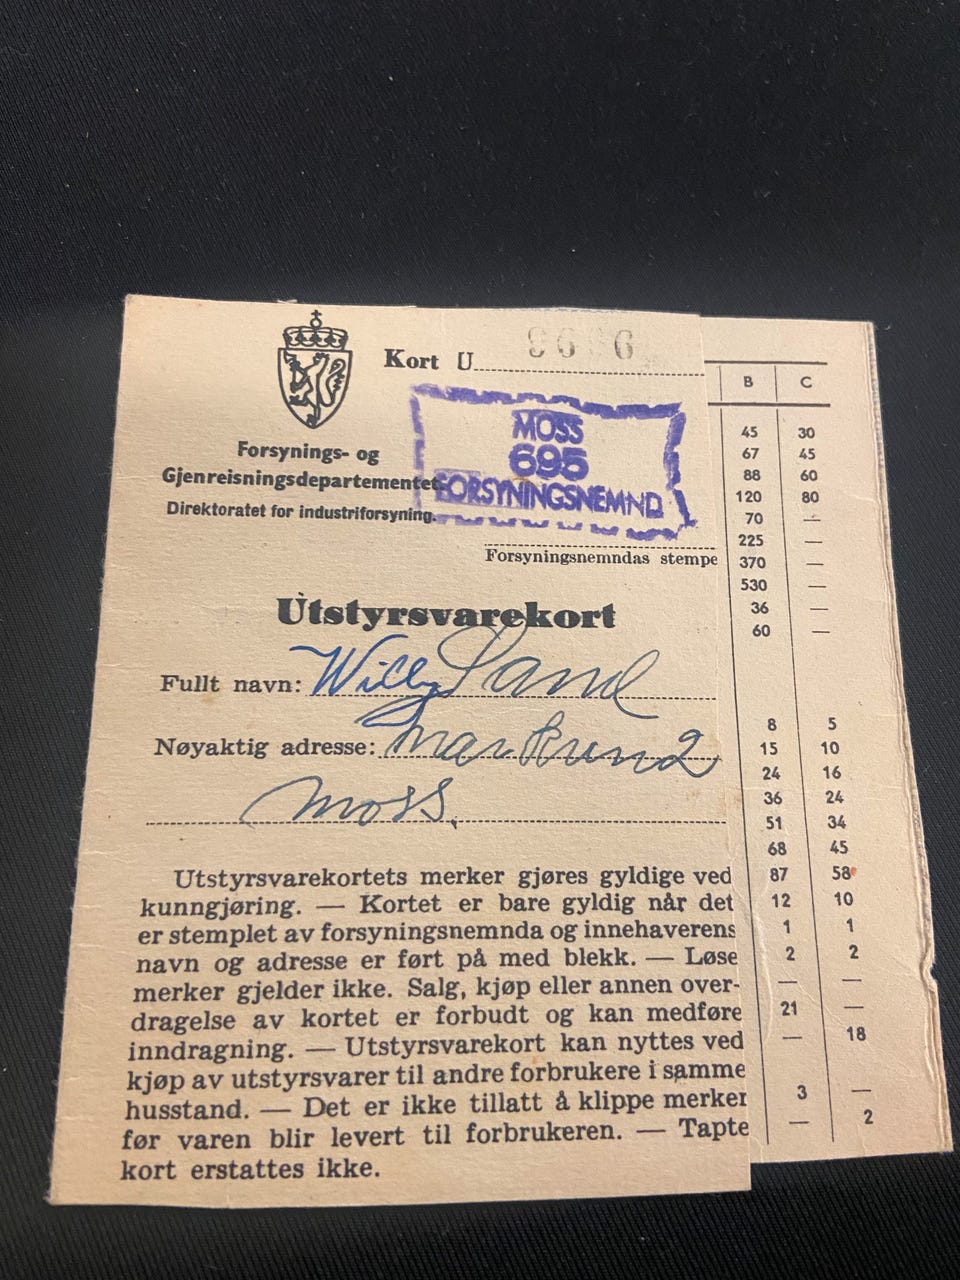 Kort U
MOSS
695
FORSYNINGSNEMND
Forsynings- og
Gjenreisningsdepartementet.
Direktoratet for industriforsyning.
Forsyningsnemndas stempe
Utstyrsvarekort
Fullt navn: Willy Sand
Nøyaktig adresse:
Moss.
Utstyrsvarekortets merker gjøres gyldige ved
kunngjøring. — Kortet er bare gyldig når det
er stemplet av forsyningsnemnda og innehaverens
navn og adresse er ført på med blekk. — Løse
merker gjelder ikke. Salg, kjøp eller annen over-
dragelse av kortet er forbudt og kan medføre
inndragning. — Utstyrsvarekort kan nyttes ved
kjøp av utstyrsvarer til andre forbrukere i samme
husstand. — Det er ikke tillatt å klippe merker
før varen blir levert til forbrukeren. — Tapte
kort erstattes ikke.
B C
45 30
67 45
88 60
120 80
70 —
225 —
370 —
530 —
36 —
60 —
8 5
15 10
24 16
36 24
51 34
68 45
87 58
12 10
1 1
2 2
— —
21 —
— 18
3 —
— 2